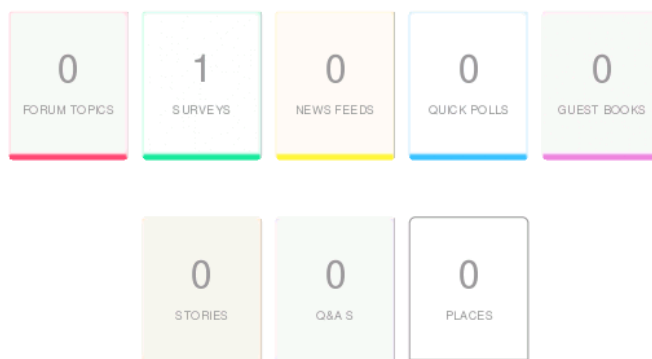 0 1 0 0 0
FORUM TOPICS SURVEYS NEWS FEEDS QUICK POLLS GUEST BOOKS
0 0 0
STORIES Q&A S PLACES